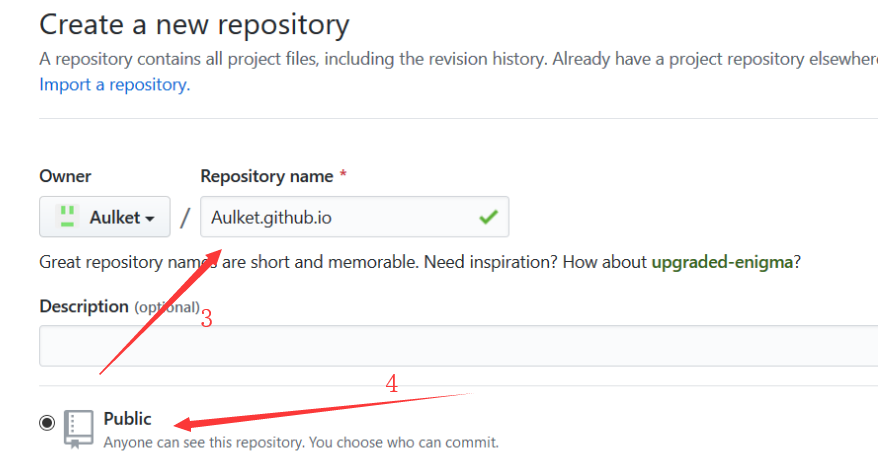 Create a new repository
A repository contains all project files, including the revision history. Already have a project repository elsewher
Import a repository.
Owner Repository name *
Aulket / Aulket.github.io
Great repository names are short and memorable. Need inspiration? How about upgraded-enigma?
Description (optional)
3
4
Public
Anyone can see this repository. You choose who can commit.